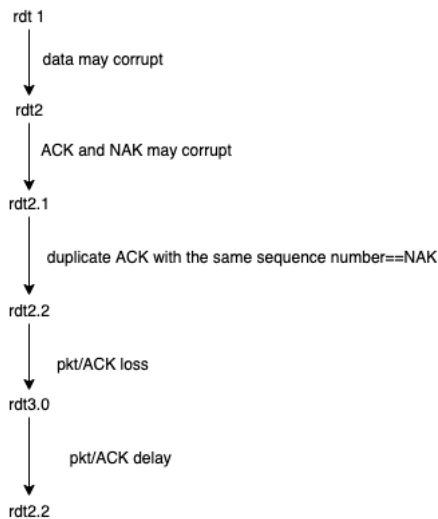 rdt 1
data may corrupt
rdt2
ACK and NAK may corrupt
rdt2.1
duplicate ACK with the same sequence number==NAK
rdt2.2
pkt/ACK loss
rdt3.0
pkt/ACK delay
rdt2.2